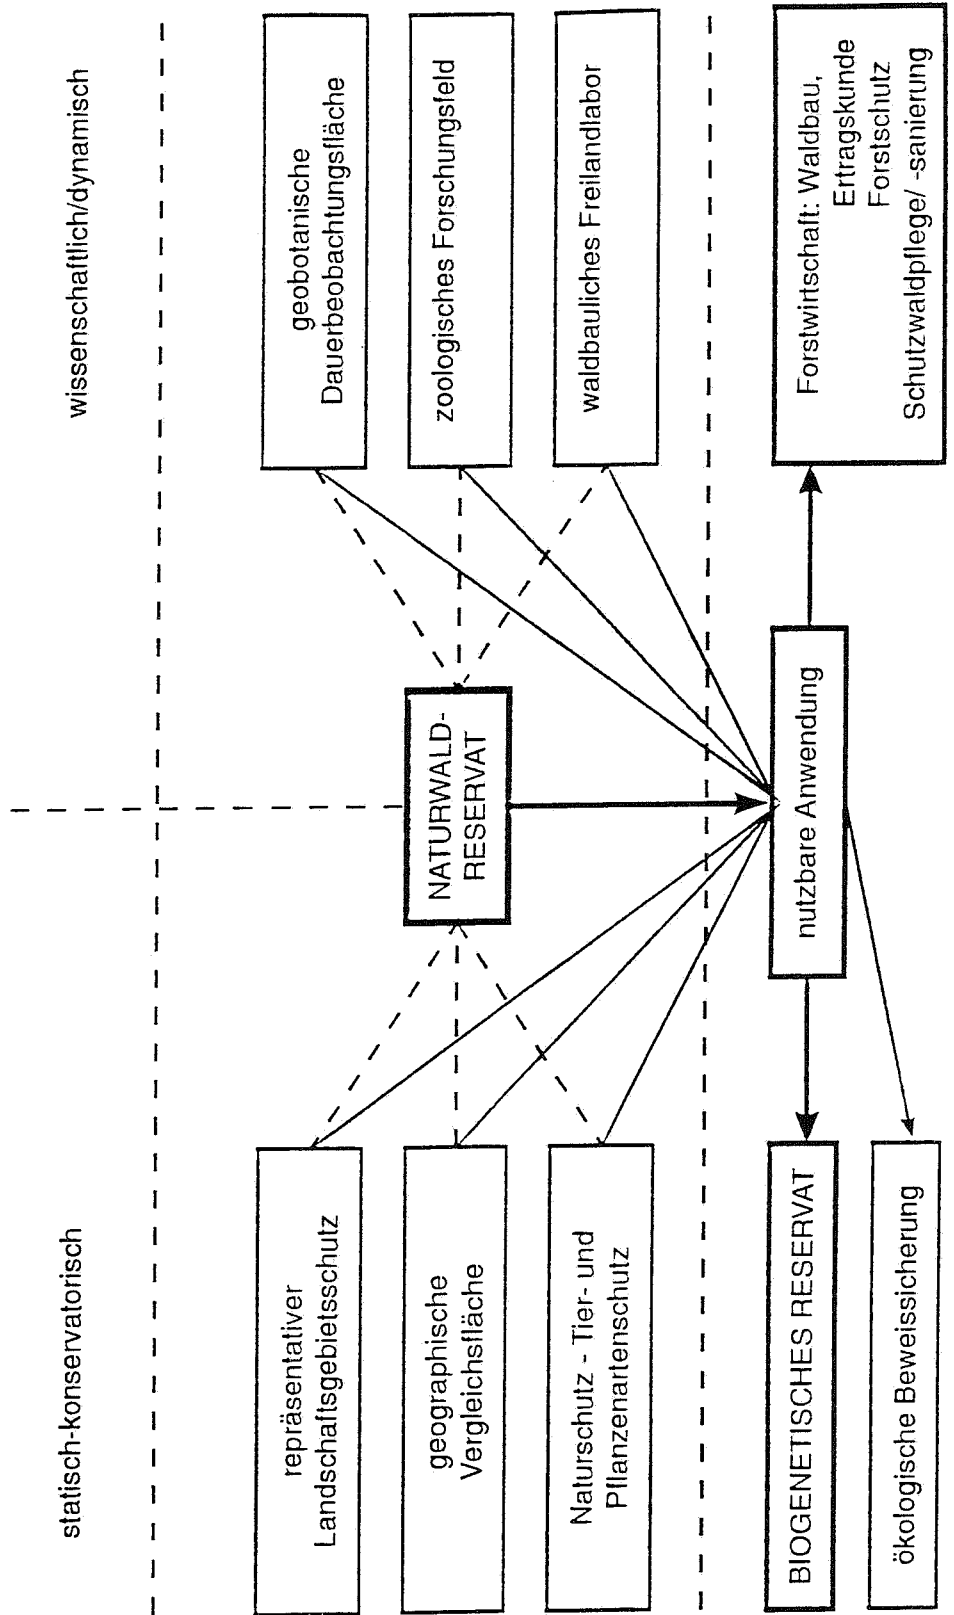 statisch-konservatorisch
wissenschaftlich/dynamisch
repräsentativer
Landschaftsgebietsschutz
geobotanische
Dauerbeobachtungsfläche
geographische
Vergleichsfläche
NATURWALD-
RESERVAT
zoologisches Forschungsfeld
Naturschutz - Tier- und
Pflanzenartenschutz
waldbauliches Freilandlabor
BIOGENETISCHES RESERVAT
nutzbare Anwendung
Forstwirtschaft: Waldbau,
Ertragskunde
Forstschutz
Schutzwaldpflege/ -sanierung
ökologische Beweissicherung